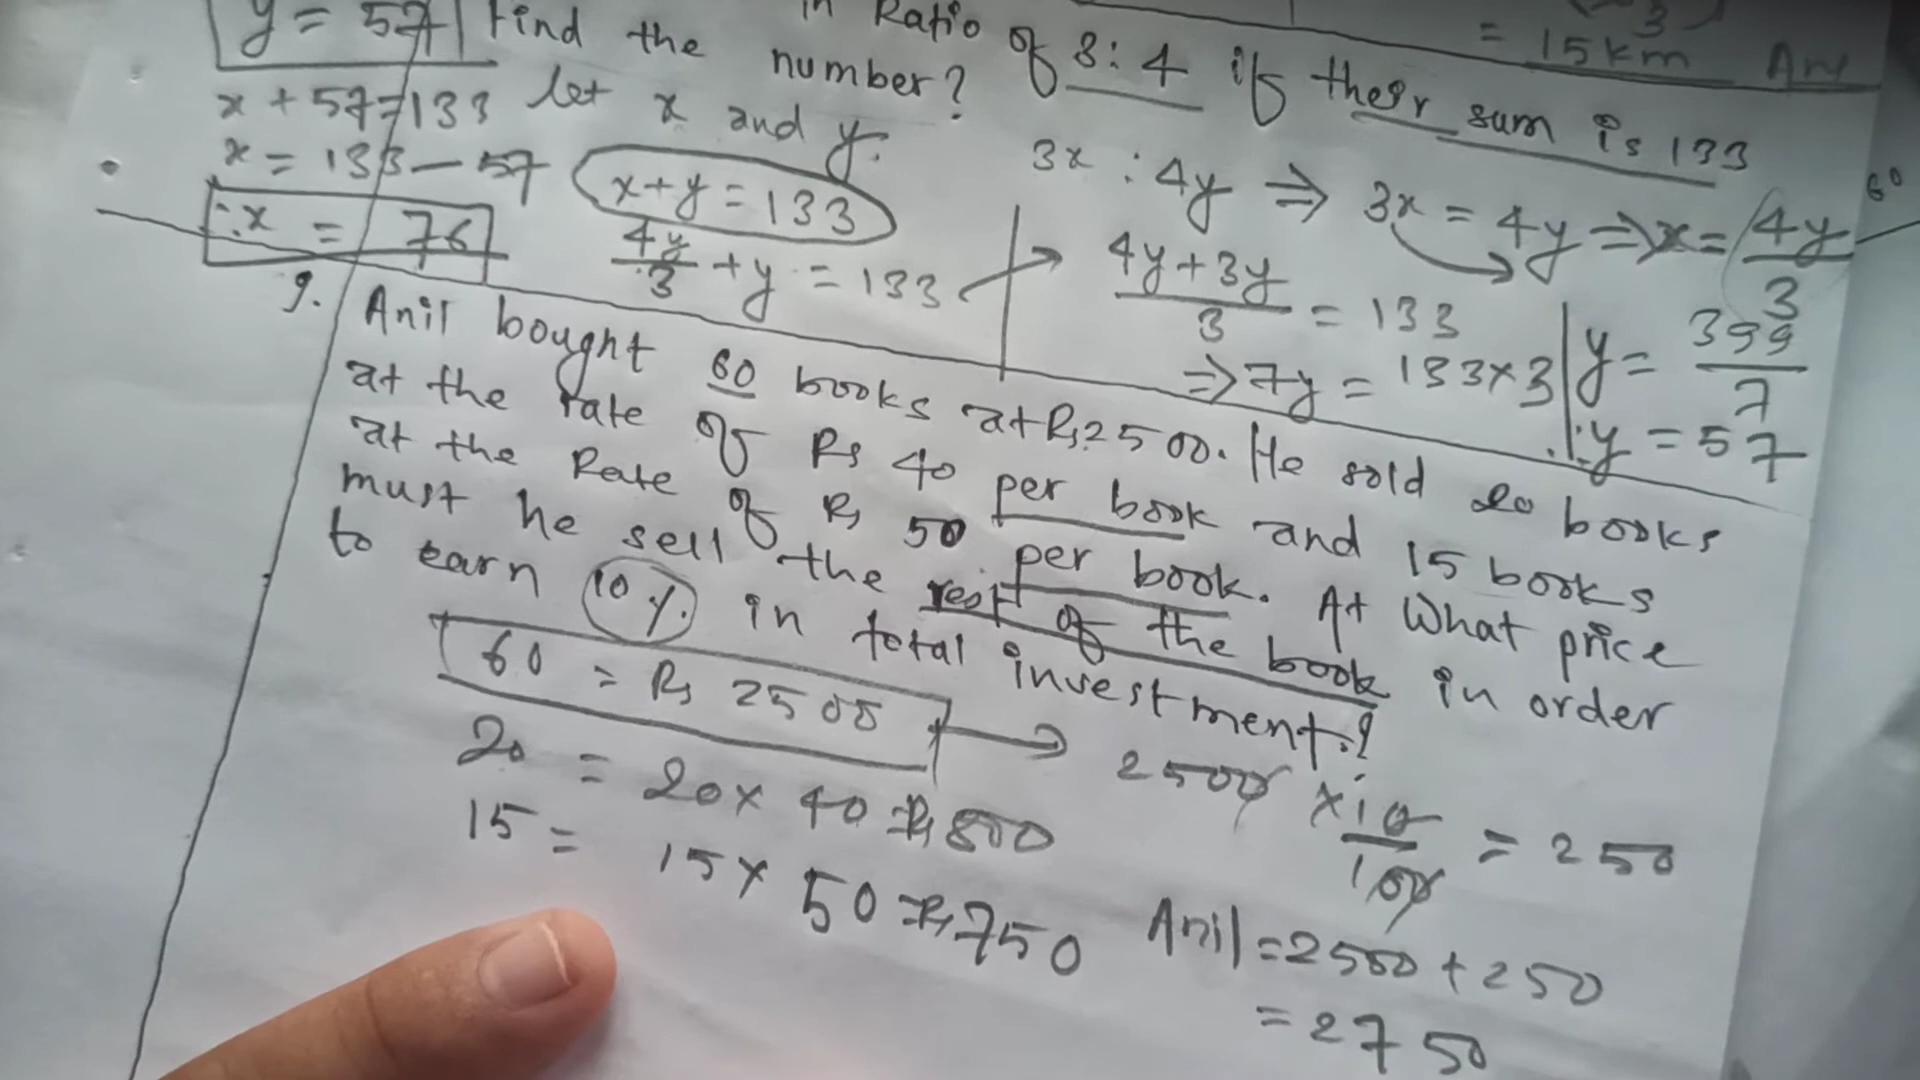 in Ratio of 3:4 if their sum is 133
y = 57 Find the number?
= 15 km Ans
x + 57 = 133 let x and y.
x = 133 - 57
∴ x = 76
x + y = 133
4y/3 + y = 133
3x : 4y ⇒ 3x = 4y ⇒ x = 4y/3
60
(4y + 3y)/3 = 133
⇒ 7y = 133 × 3
y = 399/7
∴ y = 57
9. Anil bought 60 books at Rs 2500. He sold 20 books
at the rate of Rs 40 per book and 15 books
at the Rate of Rs 50 per book. At What price
must he sell the rest of the book in order
to earn 10% in total investment?
60 = Rs 2500
2500 × 10/100 = 250
20 = 20 × 40 = Rs 800
15 = 15 × 50 = Rs 750
Anil = 2500 + 250
= 2750